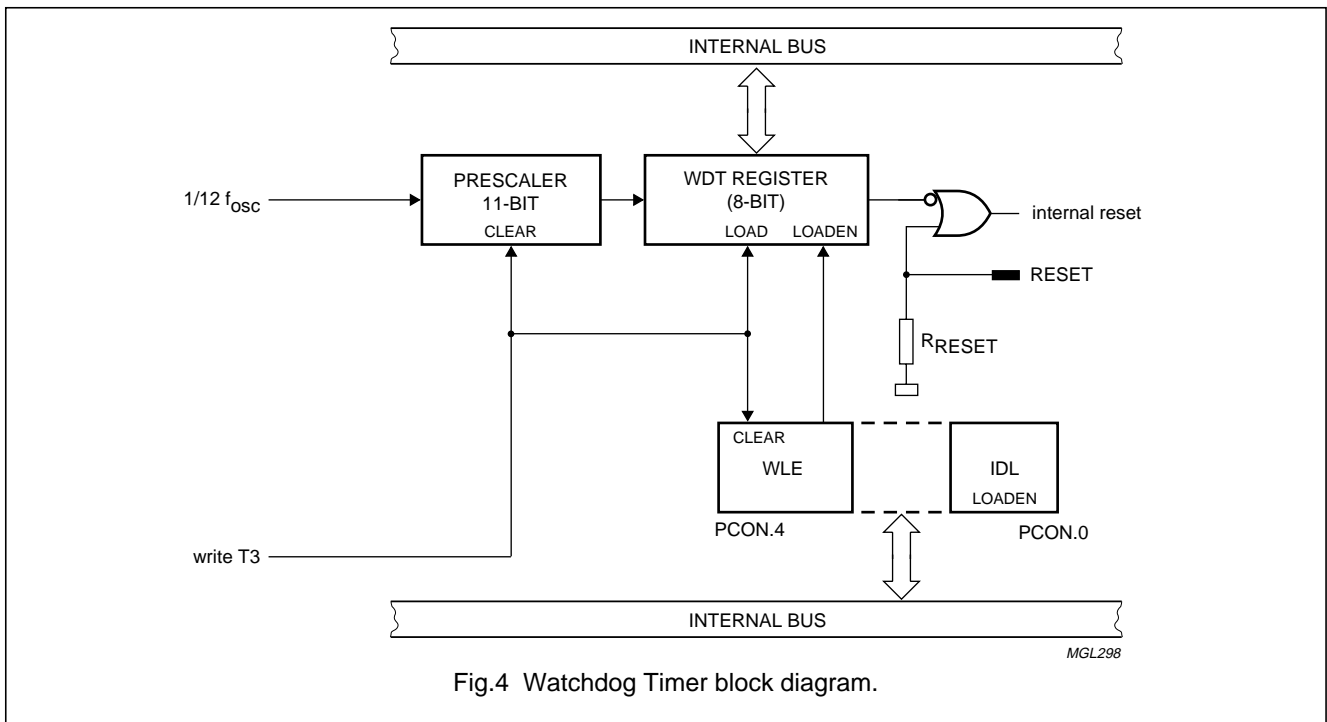 INTERNAL BUS
PRESCALER
11-BIT
CLEAR
WDT REGISTER
(8-BIT)
LOAD LOADEN
1/12 fosc
internal reset
RESET
RRESET
CLEAR
WLE
IDL
LOADEN
PCON.4
PCON.0
write T3
INTERNAL BUS
MGL298
Fig.4 Watchdog Timer block diagram.